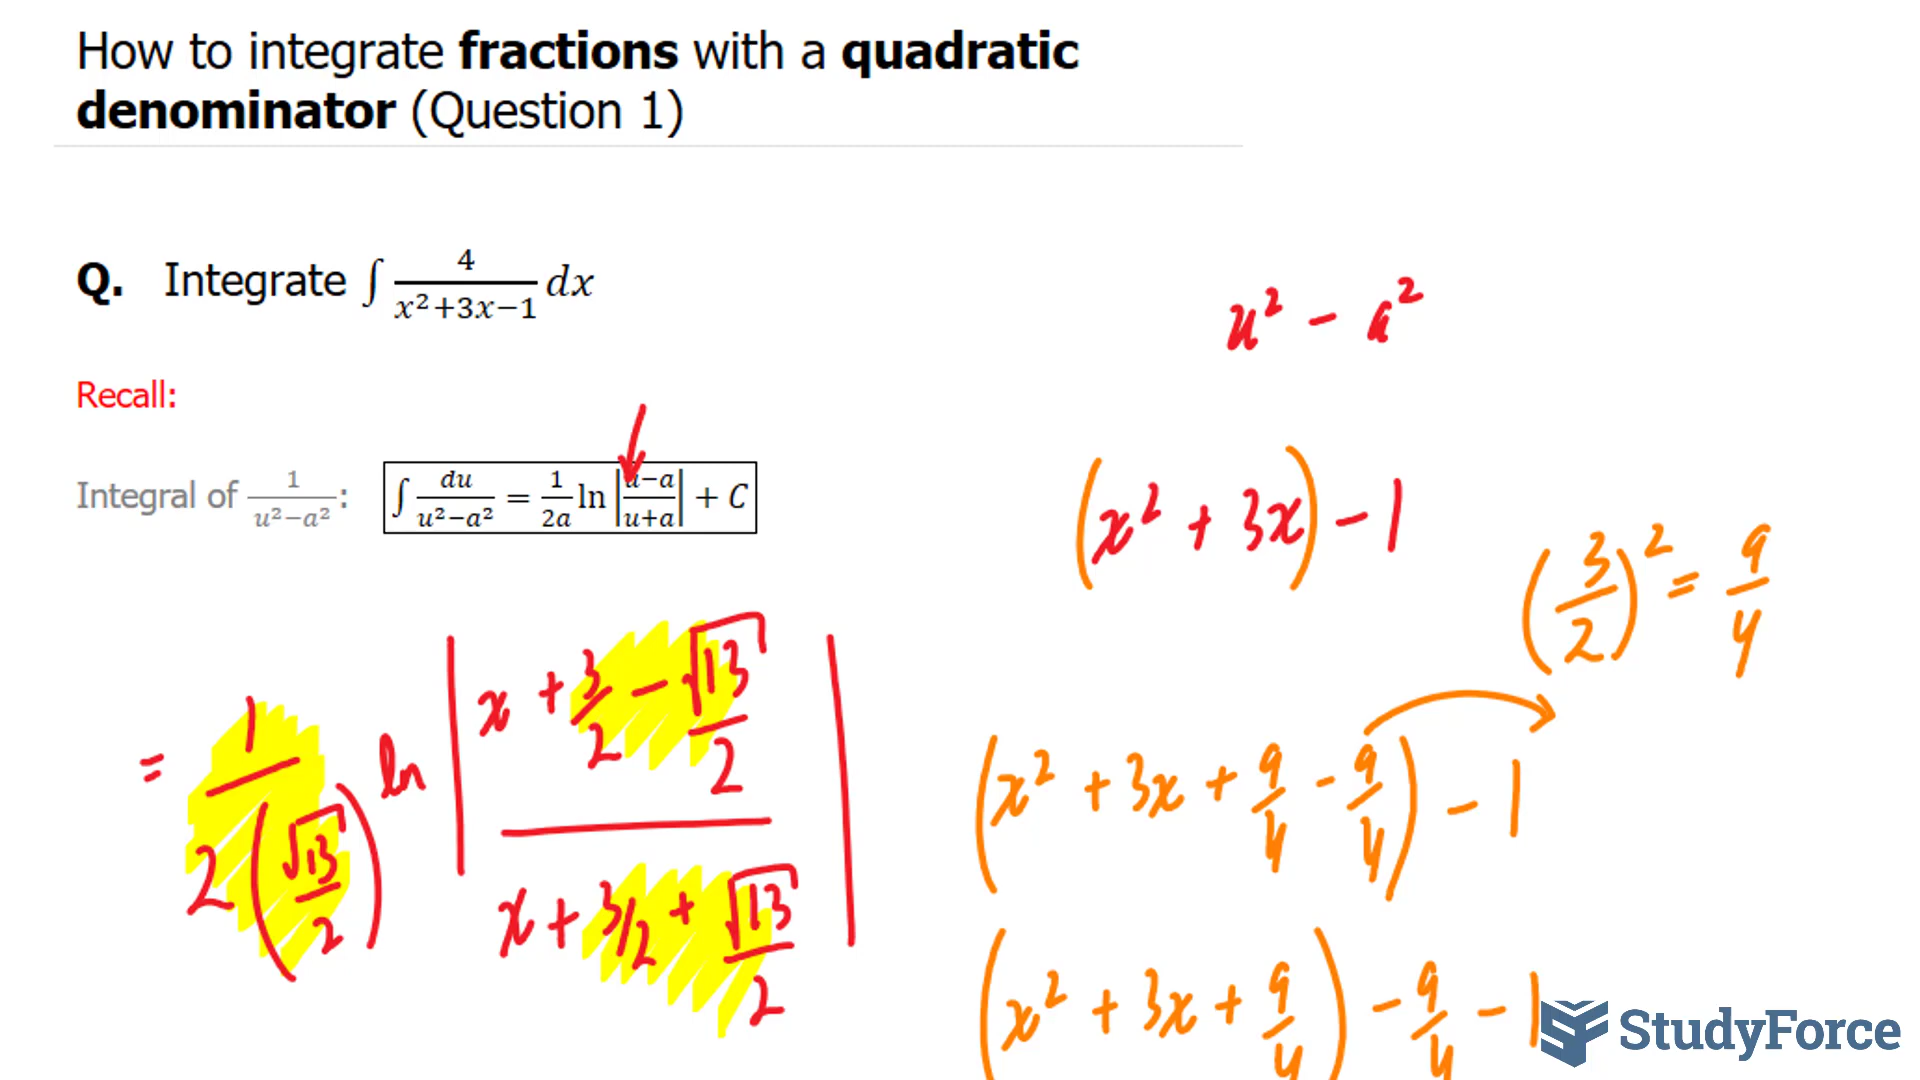 How to integrate fractions with a quadratic
denominator (Question 1)
Q. Integrate ∫ 4/(x²+3x−1) dx
u² − a²
Recall:
Integral of 1/(u²−a²): ∫ du/(u²−a²) = 1/(2a) ln |(u−a)/(u+a)| + C
(x² + 3x) − 1
(3/2)² = 9/4
= 1/(2(√13/2)) ln |(x + 3/2 − √13/2)/(x + 3/2 + √13/2)|
(x² + 3x + 9/4 − 9/4) − 1
(x² + 3x + 9/4) − 9/4 − 1
StudyForce